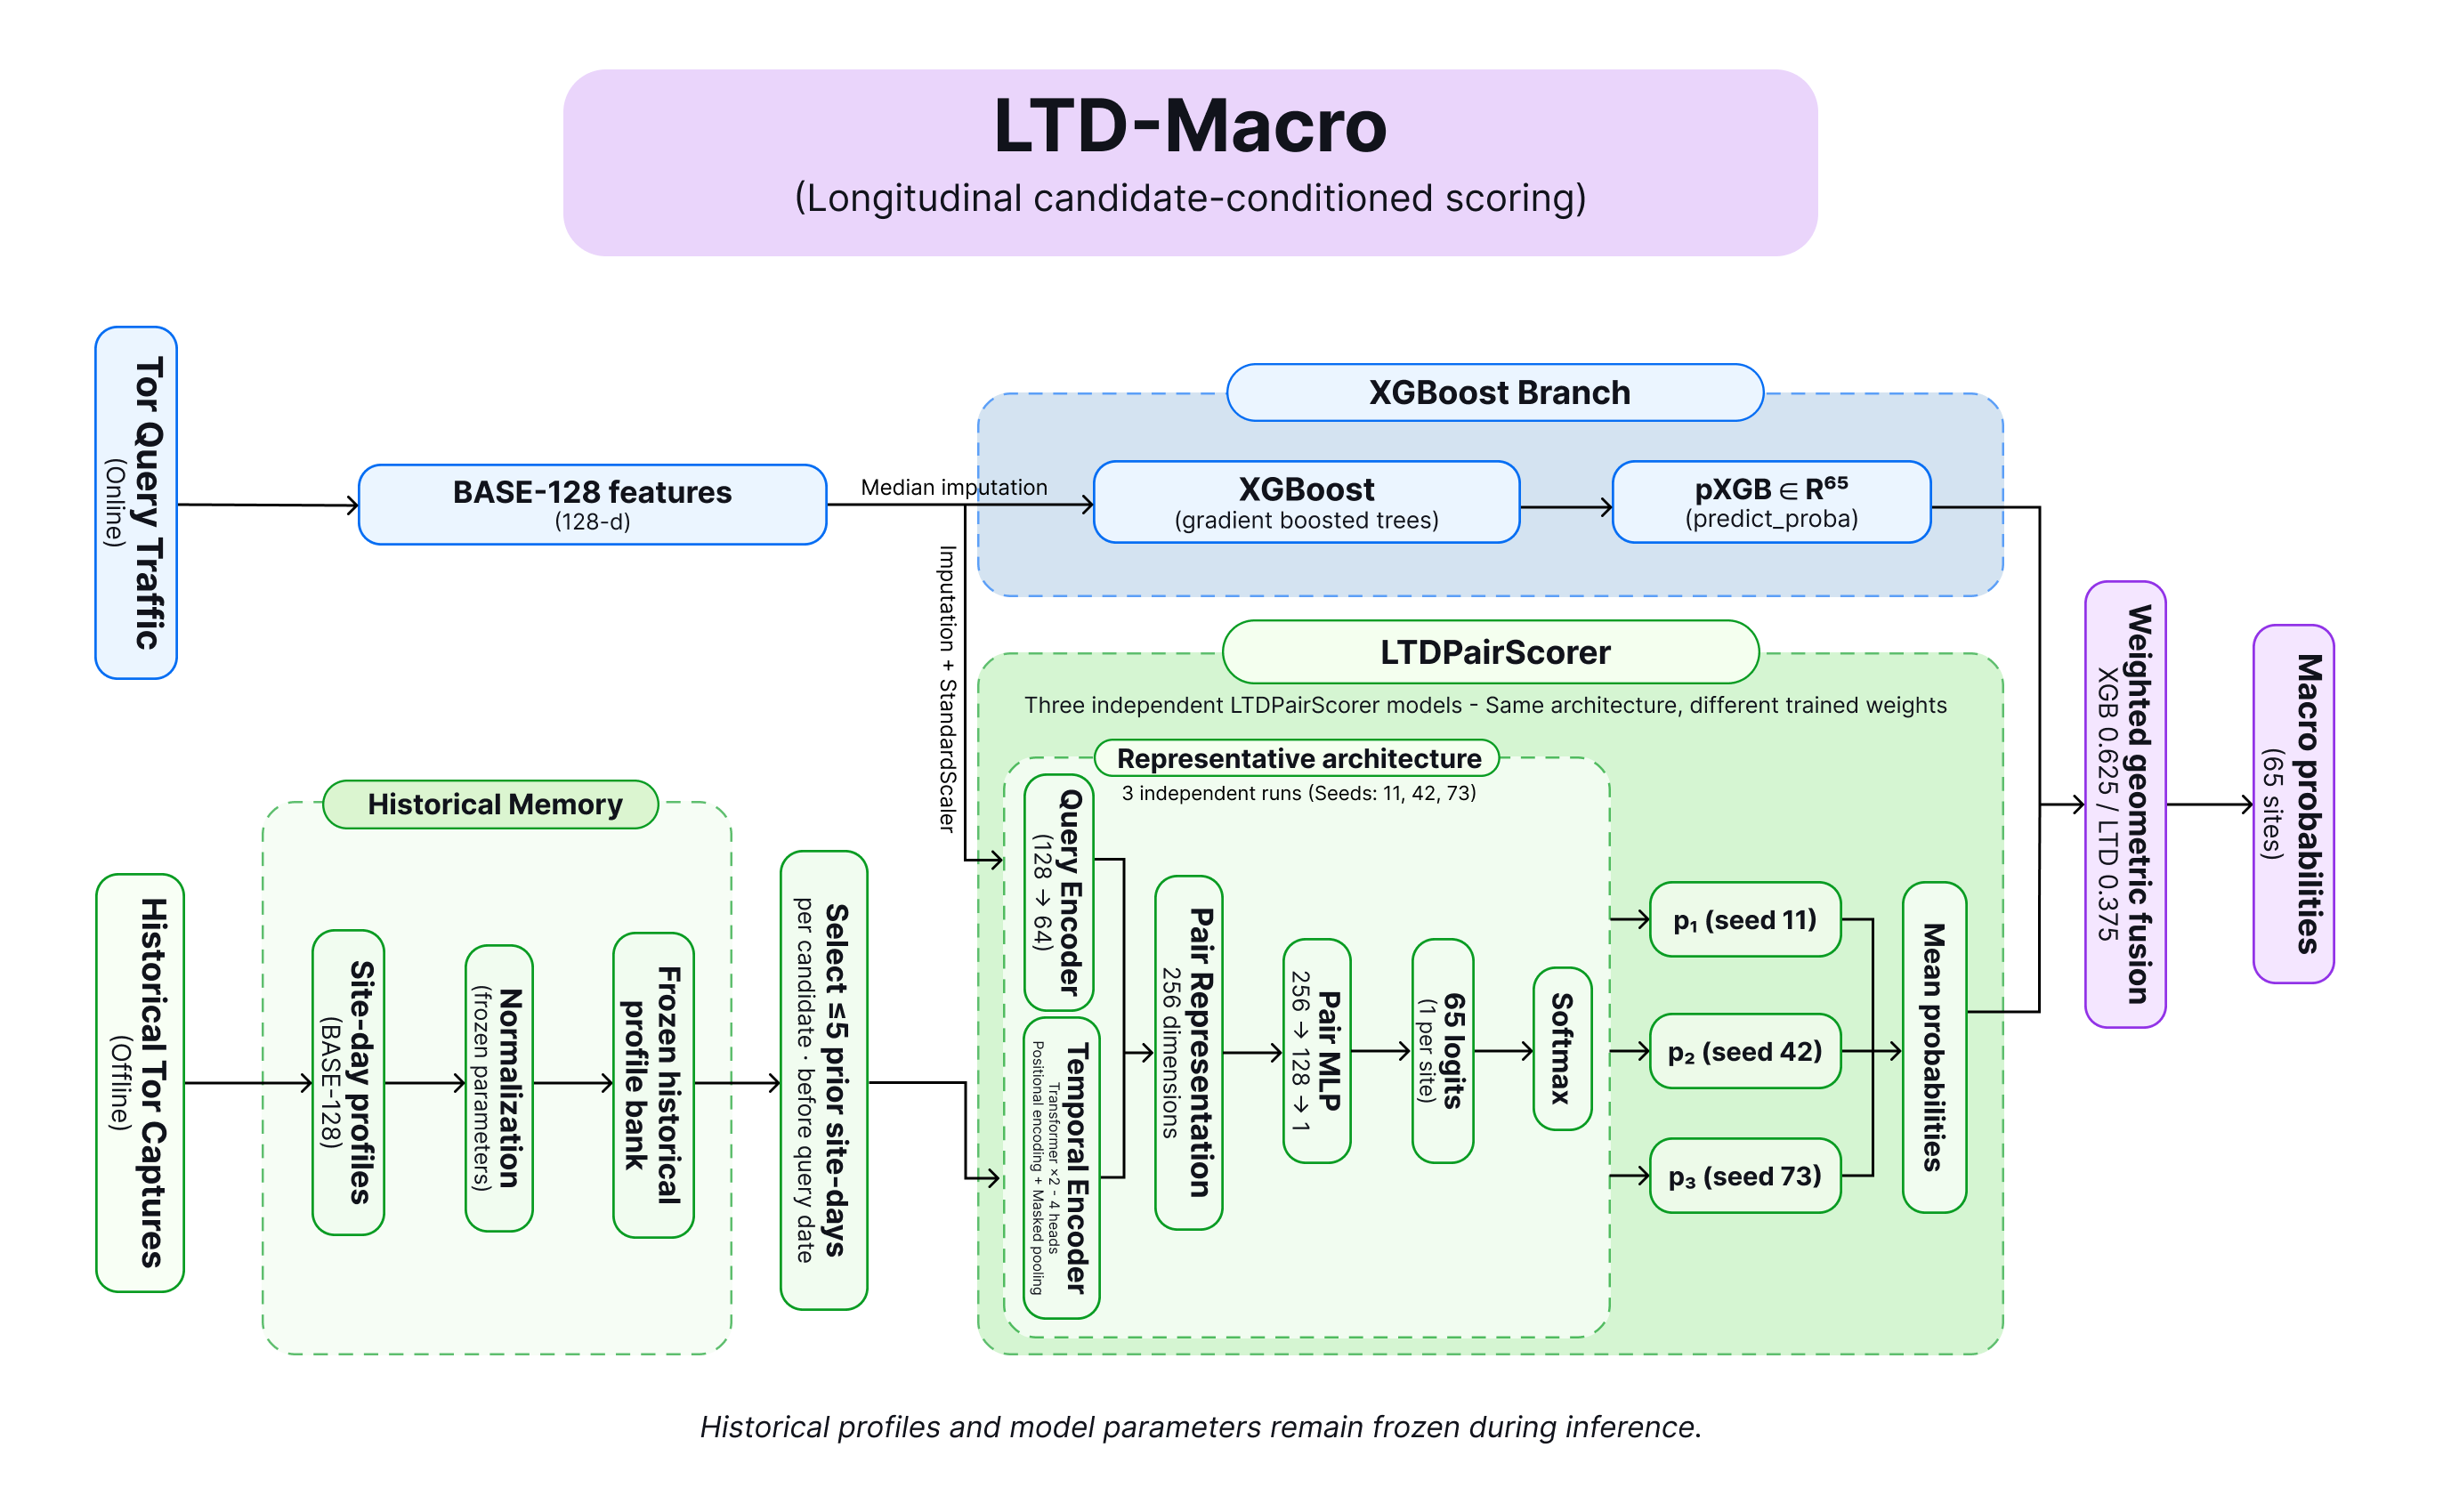 LTD-Macro
(Longitudinal candidate-conditioned scoring)
Tor Query Traffic
(Online)
BASE-128 features
(128-d)
Median imputation
Imputation + StandardScaler
XGBoost Branch
XGBoost
(gradient boosted trees)
pXGB ∈ R⁶⁵
(predict_proba)
Historical Tor Captures
(Offline)
Historical Memory
Site-day profiles
(BASE-128)
Normalization
(frozen parameters)
Frozen historical
profile bank
Select ≤5 prior site-days
per candidate · before query date
LTDPairScorer
Three independent LTDPairScorer models - Same architecture, different trained weights
Representative architecture
3 independent runs (Seeds: 11, 42, 73)
Query Encoder
(128 → 64)
Temporal Encoder
Transformer ×2 - 4 heads
Positional encoding + Masked pooling
Pair Representation
256 dimensions
Pair MLP
256 → 128 → 1
65 logits
(1 per site)
Softmax
p₁ (seed 11)
p₂ (seed 42)
p₃ (seed 73)
Mean probabilities
Weighted geometric fusion
XGB 0.625 / LTD 0.375
Macro probabilities
(65 sites)
Historical profiles and model parameters remain frozen during inference.